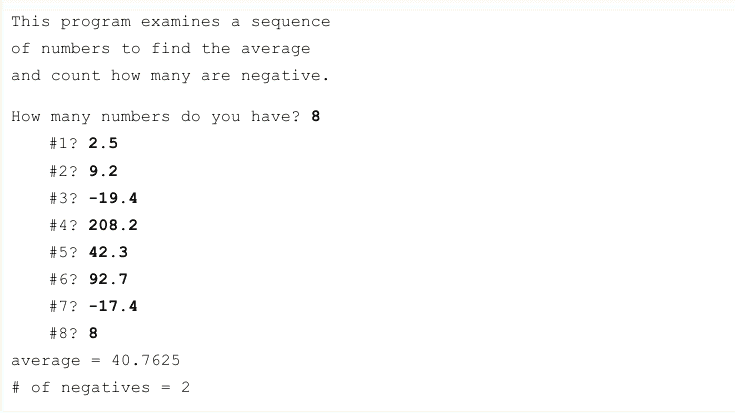 This program examines a sequence
of numbers to find the average
and count how many are negative.
How many numbers do you have? 8
#1? 2.5
#2? 9.2
#3? -19.4
#4? 208.2
#5? 42.3
#6? 92.7
#7? -17.4
#8? 8
average = 40.7625
# of negatives = 2